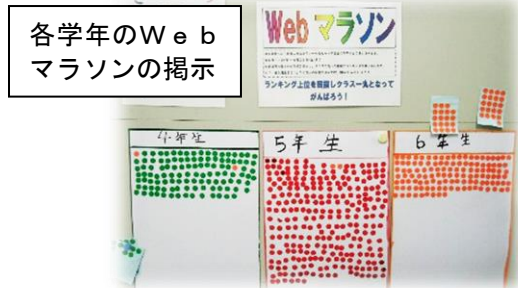 各学年のＷｅｂ
マラソンの掲示
Webマラソン
ランキング上位を目指しクラス一丸となって
がんばろう！
4年生
5年生
6年生